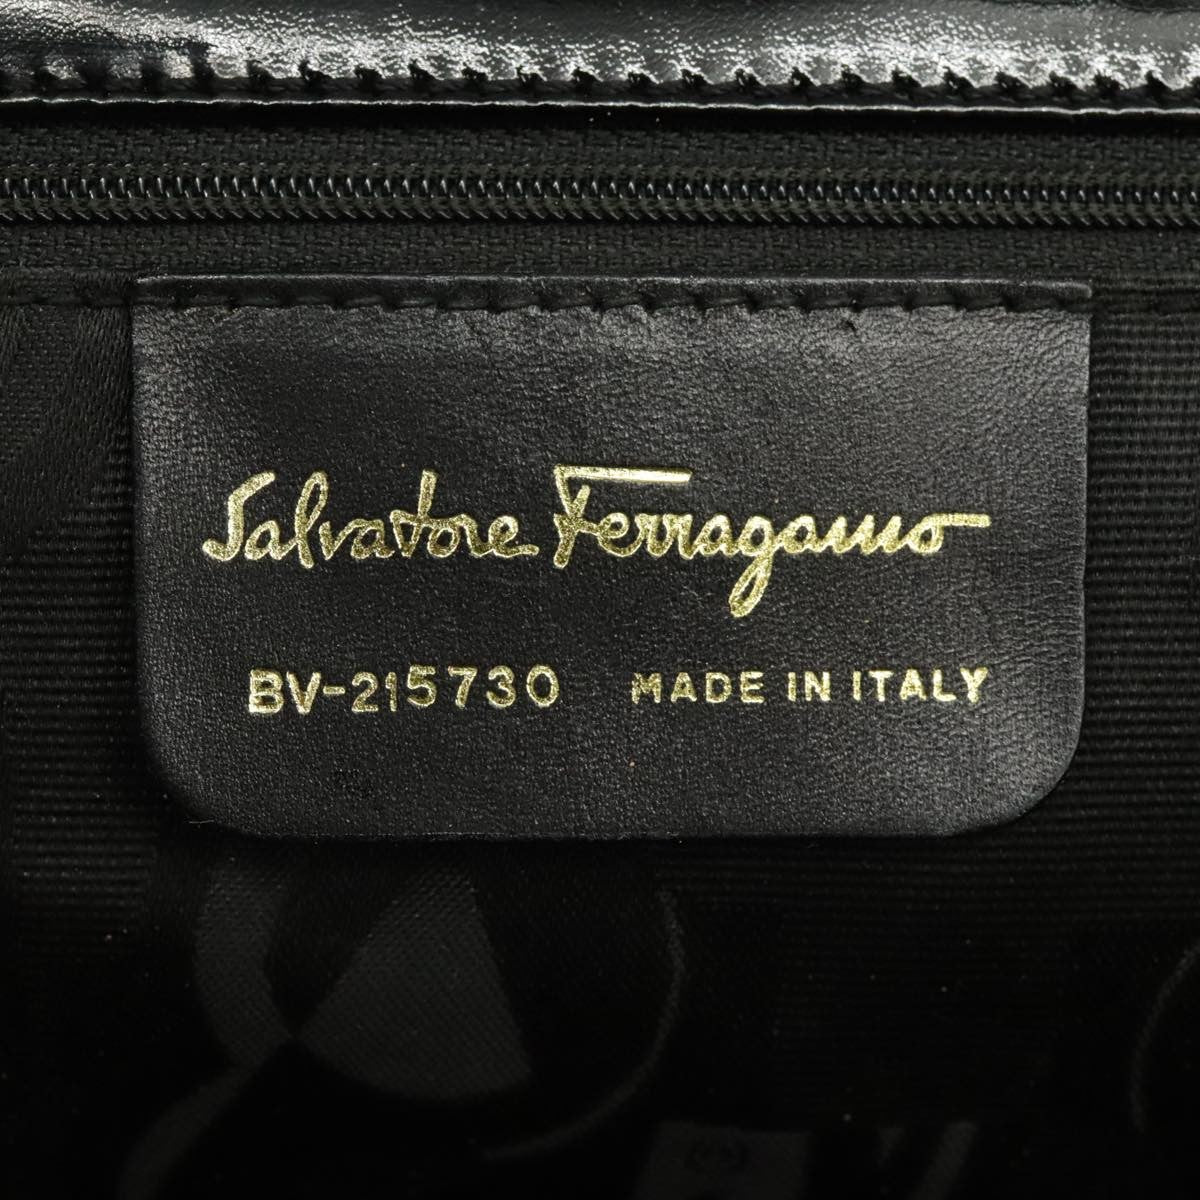 Salvatore Ferragamo
BV-215730 MADE IN ITALY